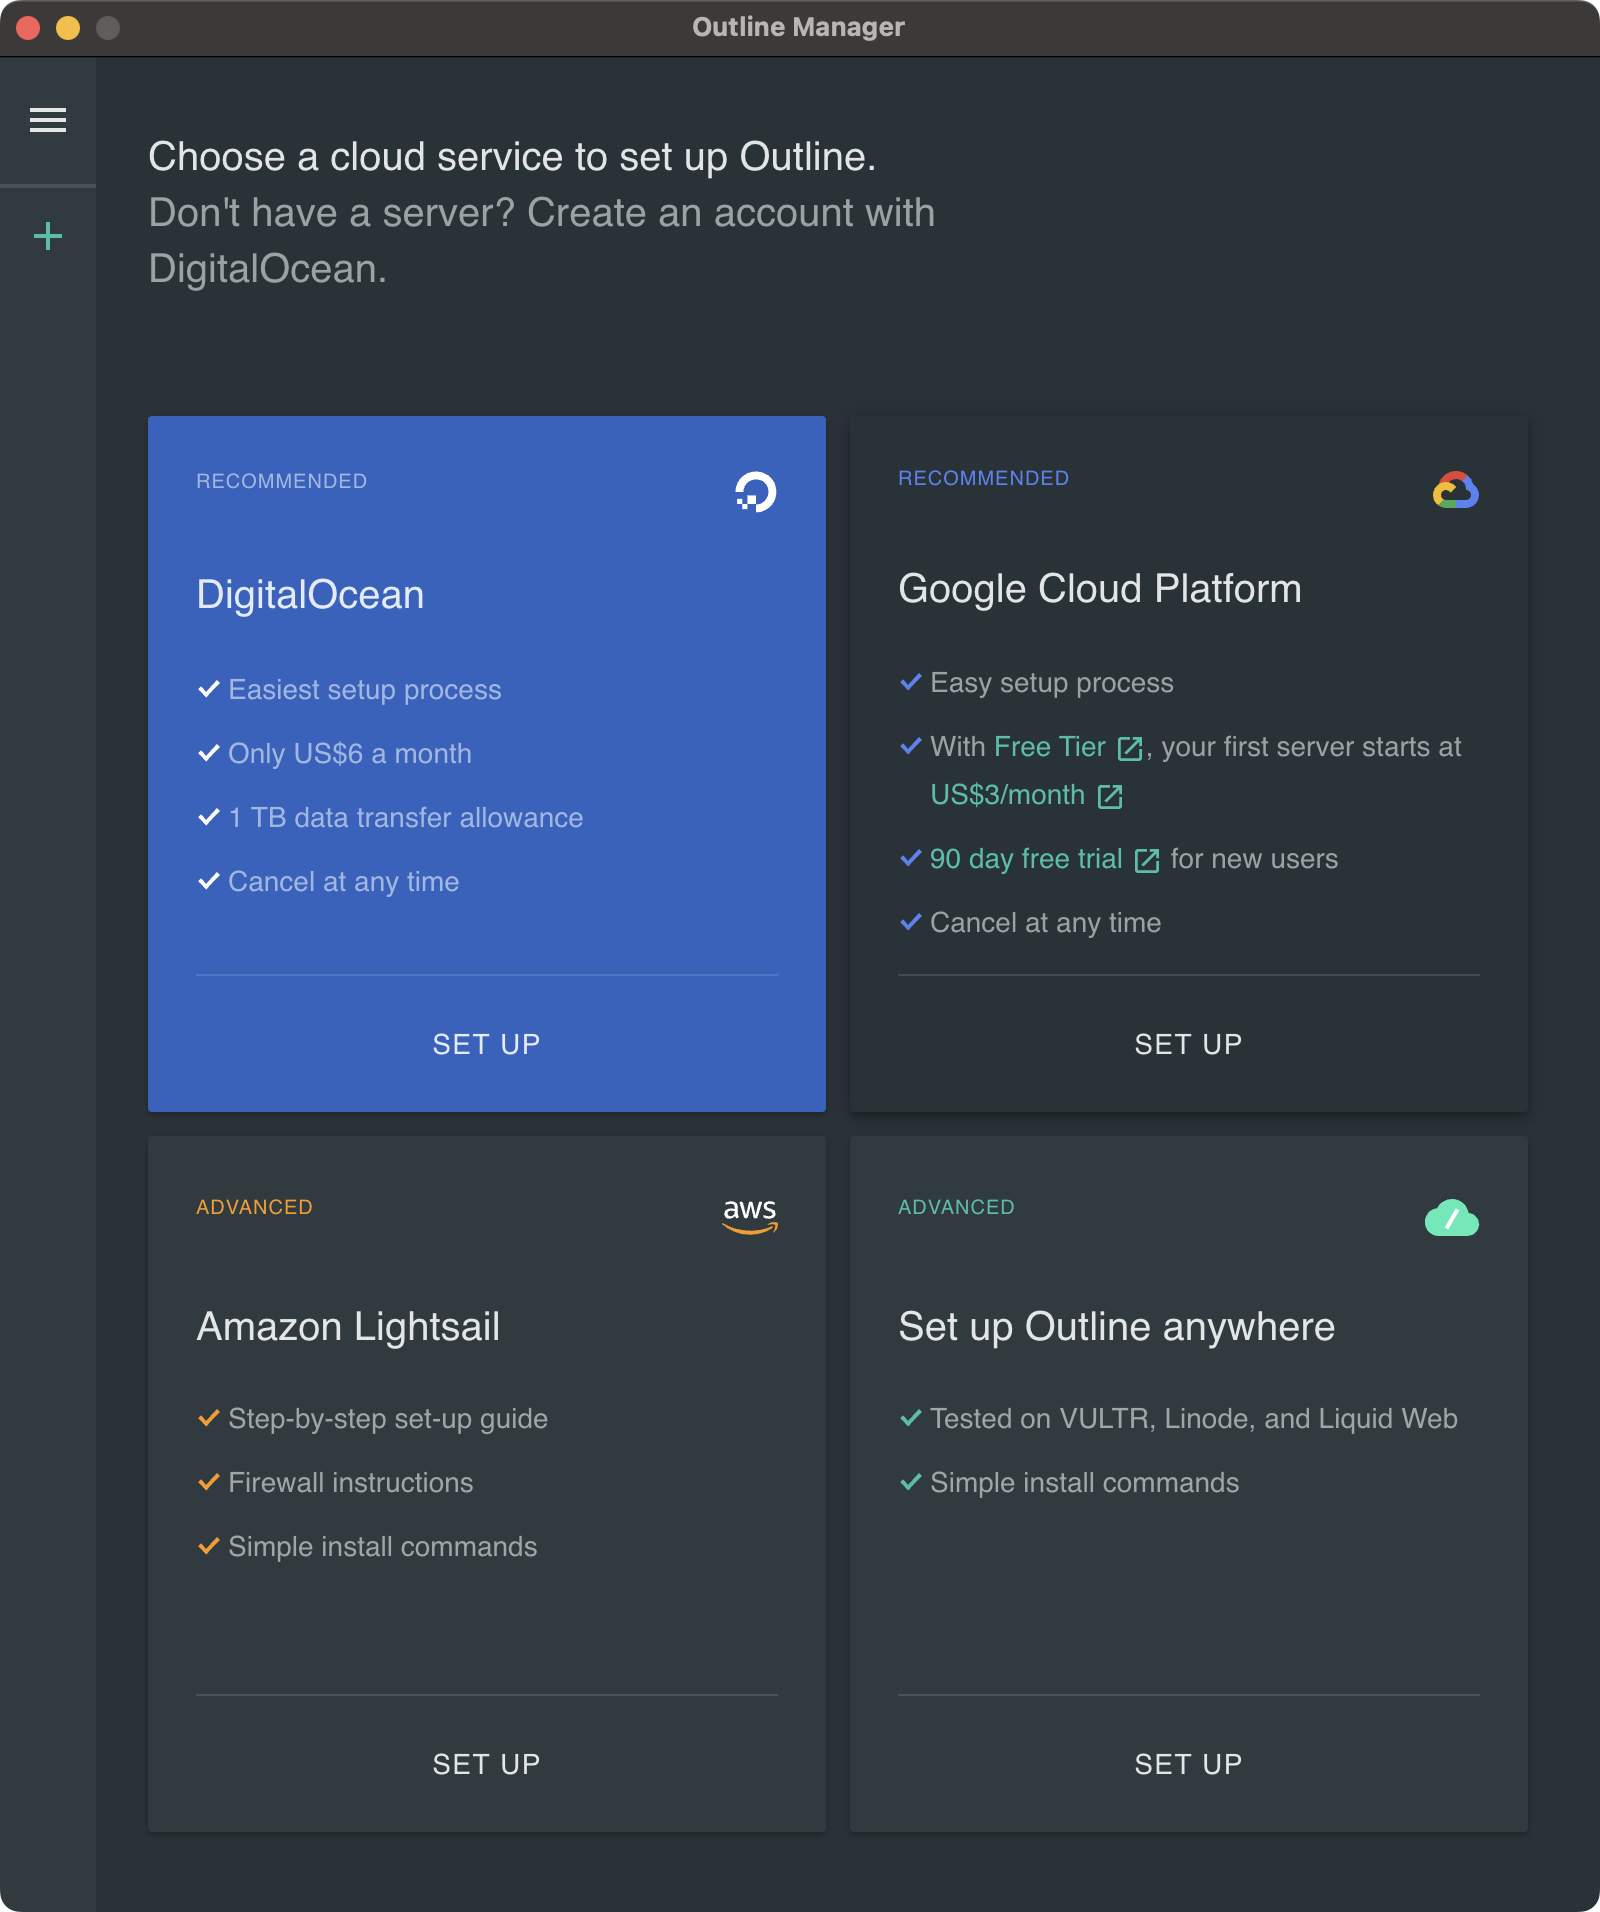 Outline Manager
Choose a cloud service to set up Outline.
Don't have a server? Create an account with
DigitalOcean.
RECOMMENDED
DigitalOcean
Easiest setup process
Only US$6 a month
1 TB data transfer allowance
Cancel at any time
SET UP
RECOMMENDED
Google Cloud Platform
Easy setup process
With Free Tier , your first server starts at
US$3/month
90 day free trial for new users
Cancel at any time
SET UP
ADVANCED
aws
Amazon Lightsail
Step-by-step set-up guide
Firewall instructions
Simple install commands
SET UP
ADVANCED
Set up Outline anywhere
Tested on VULTR, Linode, and Liquid Web
Simple install commands
SET UP